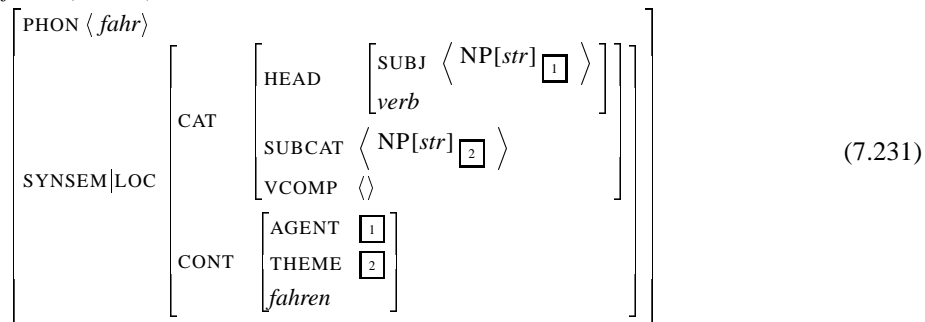 PHON ⟨ fahr⟩
HEAD [SUBJ ⟨ NP[str] 1 ⟩
verb]
CAT
SUBCAT ⟨ NP[str] 2 ⟩
(7.231)
SYNSEM|LOC
VCOMP ⟨⟩
AGENT 1
CONT THEME 2
fahren